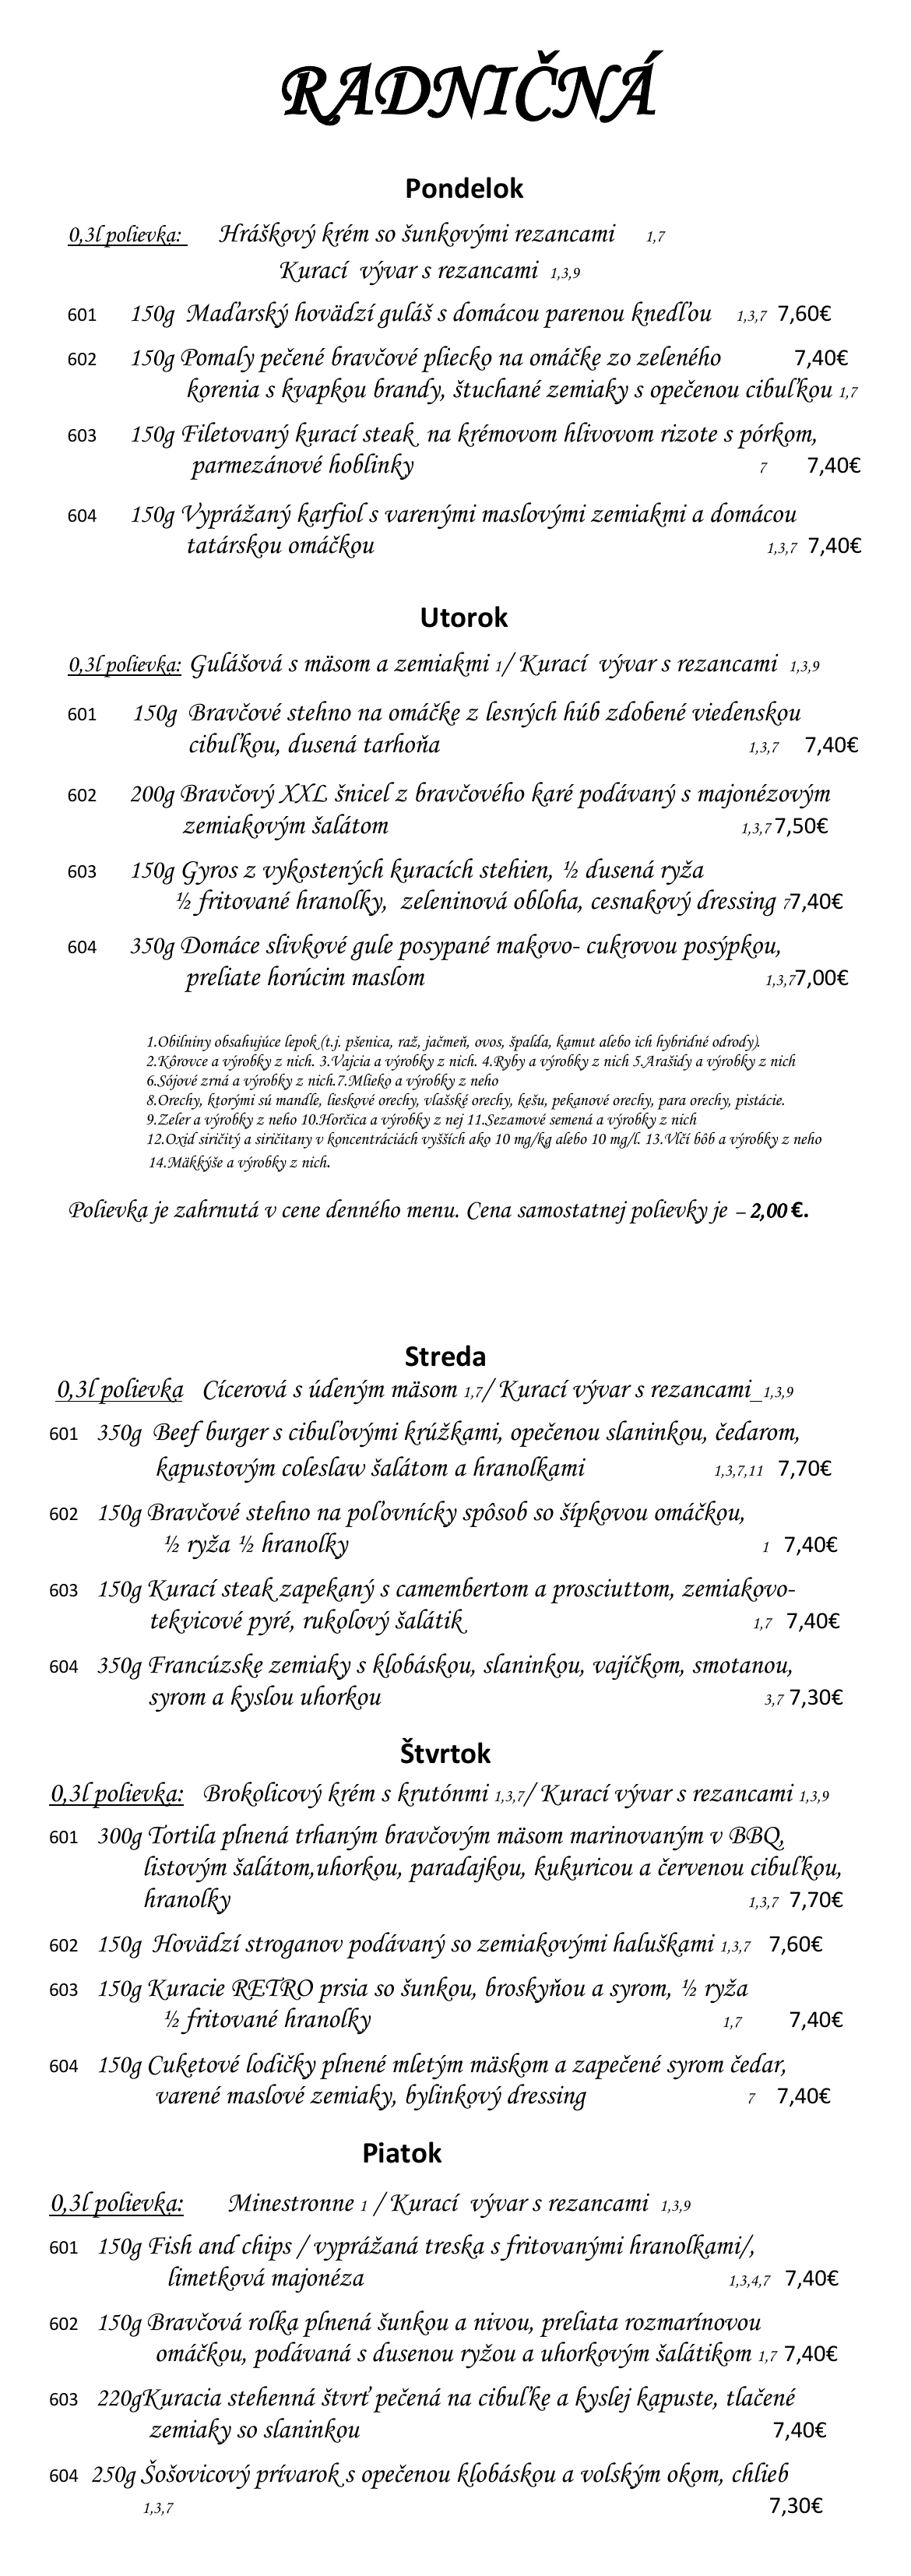 RADNIČNÁ
Pondelok
0,3l polievka: Hráškový krém so šunkovými rezancami 1,7
Kurací vývar s rezancami 1,3,9
601 150g Maďarský hovädzí guláš s domácou parenou knedľou 1,3,7 7,60€
602 150g Pomaly pečené bravčové pliecko na omáčke zo zeleného 7,40€
korenia s kvapkou brandy, štuchané zemiaky s opečenou cibuľkou 1,7
603 150g Filetovaný kurací steak na krémovom hlivovom rizote s pórkom,
parmezánové hoblinky 7 7,40€
604 150g Vyprážaný karfiol s varenými maslovými zemiakmi a domácou
tatárskou omáčkou 1,3,7 7,40€
Utorok
0,3l polievka: Gulášová s mäsom a zemiakmi 1/ Kurací vývar s rezancami 1,3,9
601 150g Bravčové stehno na omáčke z lesných húb zdobené viedenskou
cibuľkou, dusená tarhoňa 1,3,7 7,40€
602 200g Bravčový XXL šnicel z bravčového karé podávaný s majonézovým
zemiakovým šalátom 1,3,7 7,50€
603 150g Gyros z vykostených kuracích stehien, ½ dusená ryža
½ fritované hranolky, zeleninová obloha, cesnakový dressing 7 7,40€
604 350g Domáce slivkové gule posypané makovo- cukrovou posýpkou,
preliate horúcim maslom 1,3,7 7,00€
1.Obilniny obsahujúce lepok (t.j. pšenica, raž, jačmeň, ovos, špalda, kamut alebo ich hybridné odrody).
2.Kôrovce a výrobky z nich. 3.Vajcia a výrobky z nich. 4.Ryby a výrobky z nich 5.Arašidy a výrobky z nich
6.Sójové zrná a výrobky z nich.7.Mlieko a výrobky z neho
8.Orechy, ktorými sú mandle, lieskové orechy, vlašské orechy, kešu, pekanové orechy, para orechy, pistácie.
9.Zeler a výrobky z neho 10.Horčica a výrobky z nej 11.Sezamové semená a výrobky z nich
12.Oxid siričitý a siričitany v koncentráciách vyšších ako 10 mg/kg alebo 10 mg/l. 13.Vlčí bôb a výrobky z neho
14.Mäkkýše a výrobky z nich.
Polievka je zahrnutá v cene denného menu. Cena samostatnej polievky je – 2,00 €.
Streda
0,3l polievka Cícerová s údeným mäsom 1,7/ Kurací vývar s rezancami_1,3,9
601 350g Beef burger s cibuľovými krúžkami, opečenou slaninkou, čedarom,
kapustovým coleslaw šalátom a hranolkami 1,3,7,11 7,70€
602 150g Bravčové stehno na poľovnícky spôsob so šípkovou omáčkou,
½ ryža ½ hranolky 1 7,40€
603 150g Kurací steak zapekaný s camembertom a prosciuttom, zemiakovo-
tekvicové pyré, rukolový šalátik 1,7 7,40€
604 350g Francúzske zemiaky s klobáskou, slaninkou, vajíčkom, smotanou,
syrom a kyslou uhorkou 3,7 7,30€
Štvrtok
0,3l polievka: Brokolicový krém s krutónmi 1,3,7/ Kurací vývar s rezancami 1,3,9
601 300g Tortila plnená trhaným bravčovým mäsom marinovaným v BBQ,
listovým šalátom,uhorkou, paradajkou, kukuricou a červenou cibuľkou,
hranolky 1,3,7 7,70€
602 150g Hovädzí stroganov podávaný so zemiakovými haluškami 1,3,7 7,60€
603 150g Kuracie RETRO prsia so šunkou, broskyňou a syrom, ½ ryža
½ fritované hranolky 1,7 7,40€
604 150g Cuketové lodičky plnené mletým mäskom a zapečené syrom čedar,
varené maslové zemiaky, bylinkový dressing 7 7,40€
Piatok
0,3l polievka: Minestronne 1 / Kurací vývar s rezancami 1,3,9
601 150g Fish and chips / vyprážaná treska s fritovanými hranolkami/,
limetková majonéza 1,3,4,7 7,40€
602 150g Bravčová rolka plnená šunkou a nivou, preliata rozmarínovou
omáčkou, podávaná s dusenou ryžou a uhorkovým šalátikom 1,7 7,40€
603 220gKuracia stehenná štvrť pečená na cibuľke a kyslej kapuste, tlačené
zemiaky so slaninkou 7,40€
604 250g Šošovicový prívarok s opečenou klobáskou a volským okom, chlieb
1,3,7 7,30€